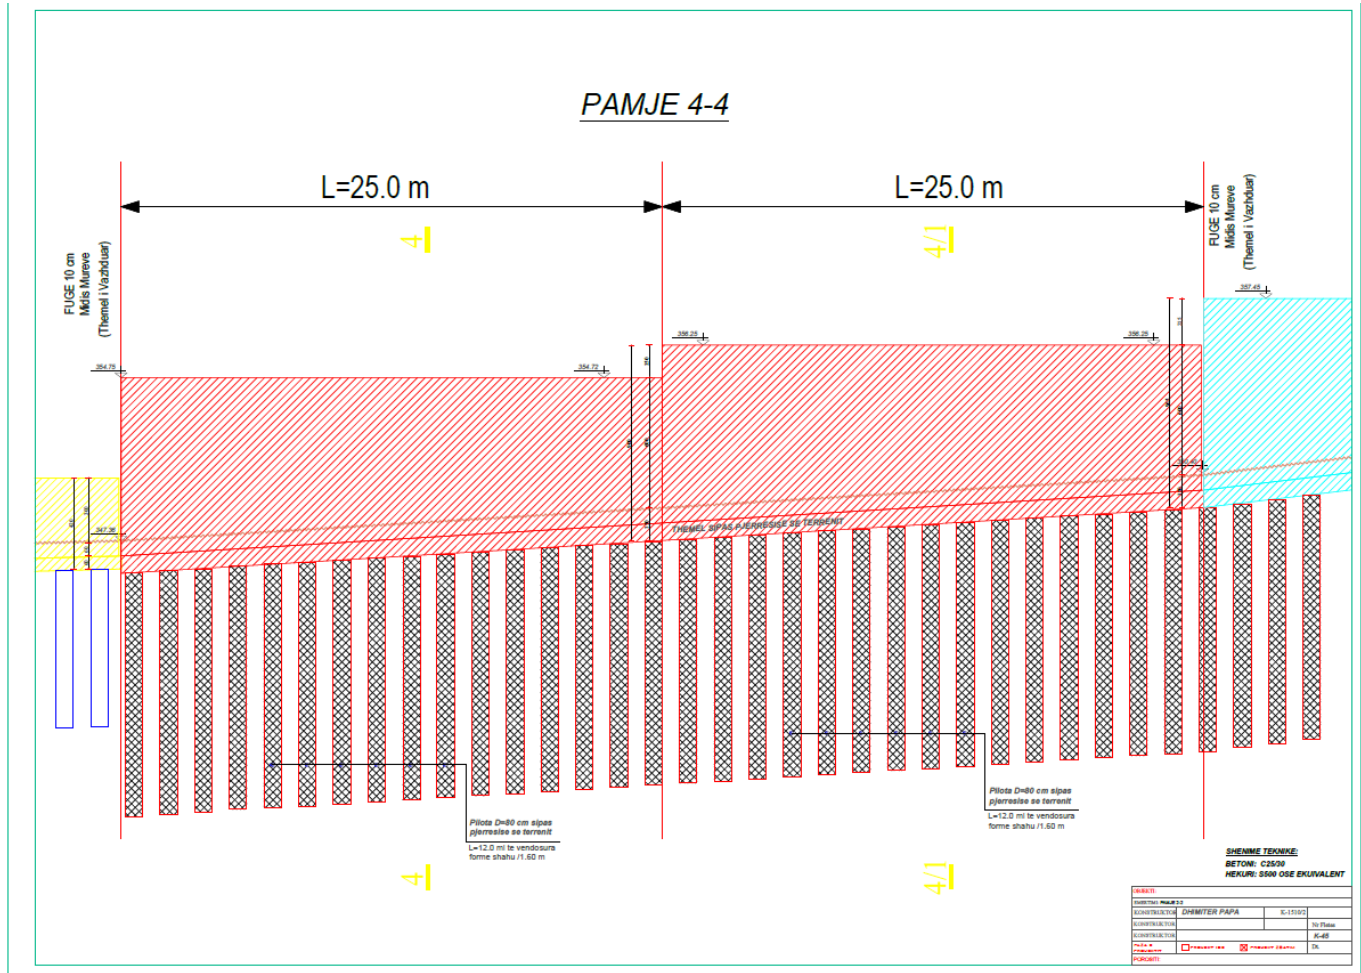 PAMJE 4-4
L=25.0 m
L=25.0 m
FUGE 10 cm
Midis Mureve
(Themel i Vazhduar)
FUGE 10 cm
Midis Mureve
(Themel i Vazhduar)
4
4/1
357.45
356.25
356.25
354.75
354.72
347.36
THEMEL SIPAS PJERRESISE SE TERRENIT
Pilota D=80 cm sipas
pjerresise se terrenit
L=12.0 ml te vendosura
forme shahu /1.60 m
Pilota D=80 cm sipas
pjerresise se terrenit
L=12.0 ml te vendosura
forme shahu /1.60 m
4
4/1
SHENIME TEKNIKE:
BETONI: C25/30
HEKURI: S500 OSE EKUIVALENT
OBJEKTI:
KONSTRUKTOR DHIMITER PAPA K-1510/2
KONSTRUKTOR Nr Fletes
KONSTRUKTOR K-46
Dt.
POROSITI